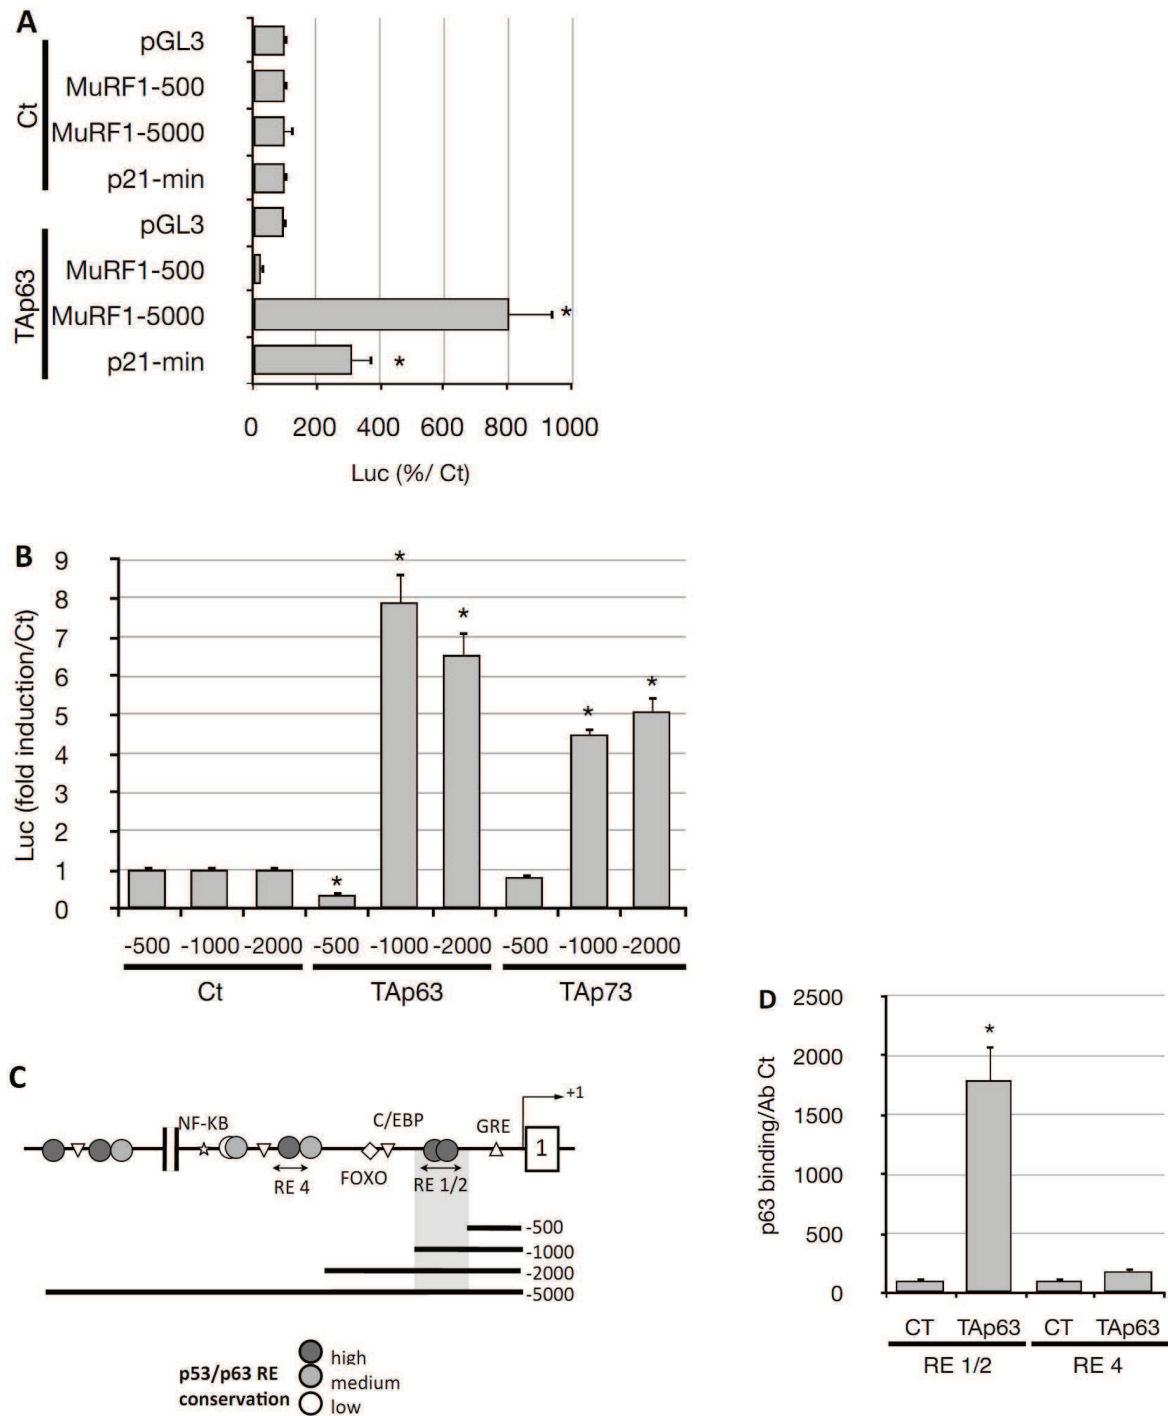 A
Ct
pGL3
MuRF1-500
MuRF1-5000
p21-min
TAp63
pGL3
MuRF1-500
MuRF1-5000
*
p21-min
*
0 200 400 600 800 1000
Luc (%/ Ct)
B
Luc (fold induction/Ct)
9
8
7
6
5
4
3
2
1
0
* * * * *
*
-500 -1000 -2000 -500 -1000 -2000 -500 -1000 -2000
Ct TAp63 TAp73
C
+1
NF-KB
C/EBP
GRE
1
RE 4
FOXO
RE 1/2
-500
-1000
-2000
-5000
p53/p63 RE
conservation
high
medium
low
D
p63 binding/Ab Ct
2500
2000
1500
1000
500
0
*
CT TAp63 CT TAp63
RE 1/2 RE 4